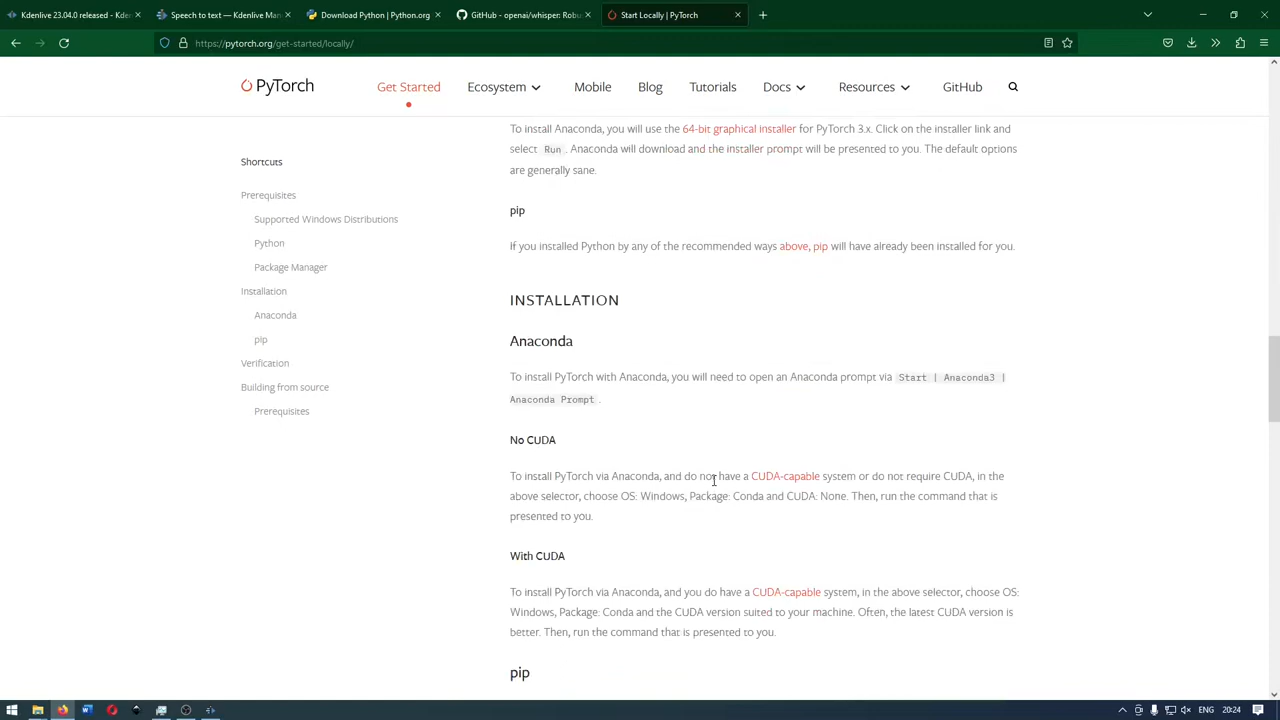 Kdenlive 23.04.0 released - Kden
Speech to text — Kdenlive Man
Download Python | Python.org
GitHub - openai/whisper: Robu
Start Locally | PyTorch
https://pytorch.org/get-started/locally/
PyTorch
Get Started
Ecosystem
Mobile
Blog
Tutorials
Docs
Resources
GitHub
Shortcuts
Prerequisites
Supported Windows Distributions
Python
Package Manager
Installation
Anaconda
pip
Verification
Building from source
Prerequisites
To install Anaconda, you will use the 64-bit graphical installer for PyTorch 3.x. Click on the installer link and
select Run. Anaconda will download and the installer prompt will be presented to you. The default options
are generally sane.
pip
If you installed Python by any of the recommended ways above, pip will have already been installed for you.
INSTALLATION
Anaconda
To install PyTorch with Anaconda, you will need to open an Anaconda prompt via Start | Anaconda3 |
Anaconda Prompt.
No CUDA
To install PyTorch via Anaconda, and do not have a CUDA-capable system or do not require CUDA, in the
above selector, choose OS: Windows, Package: Conda and CUDA: None. Then, run the command that is
presented to you.
With CUDA
To install PyTorch via Anaconda, and you do have a CUDA-capable system, in the above selector, choose OS:
Windows, Package: Conda and the CUDA version suited to your machine. Often, the latest CUDA version is
better. Then, run the command that is presented to you.
pip
ENG
20:24